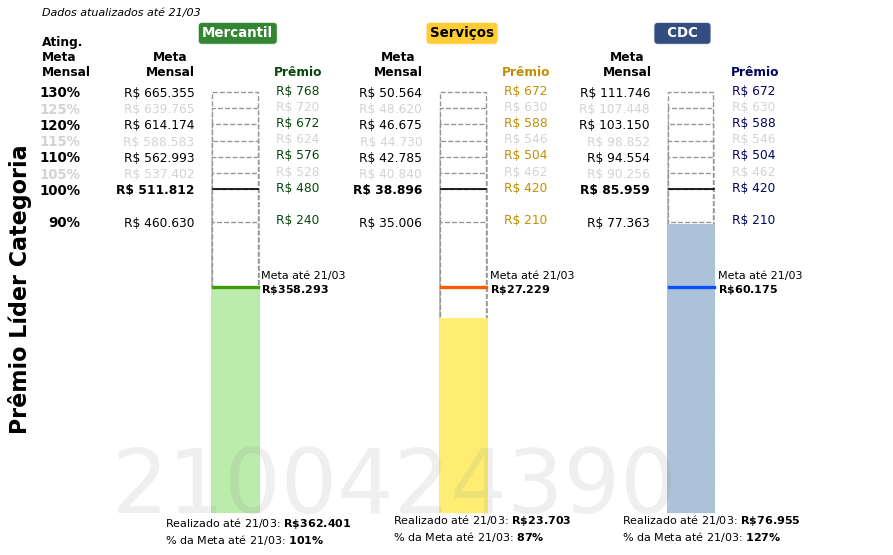 Dados atualizados até 21/03
Mercantil Serviços CDC
Ating. Meta Mensal Meta Mensal Prêmio Meta Mensal Prêmio Meta Mensal Prêmio
130% R$ 665.355 R$ 768 R$ 50.564 R$ 672 R$ 111.746 R$ 672
125% R$ 639.765 R$ 720 R$ 48.620 R$ 630 R$ 107.448 R$ 630
120% R$ 614.174 R$ 672 R$ 46.675 R$ 588 R$ 103.150 R$ 588
115% R$ 588.583 R$ 624 R$ 44.730 R$ 546 R$ 98.852 R$ 546
110% R$ 562.993 R$ 576 R$ 42.785 R$ 504 R$ 94.554 R$ 504
105% R$ 537.402 R$ 528 R$ 40.840 R$ 462 R$ 90.256 R$ 462
100% R$ 511.812 R$ 480 R$ 38.896 R$ 420 R$ 85.959 R$ 420
90% R$ 460.630 R$ 240 R$ 35.006 R$ 210 R$ 77.363 R$ 210
Meta até 21/03 Meta até 21/03 Meta até 21/03
R$358.293 R$27.229 R$60.175
Prêmio Líder Categoria
2100424390
Realizado até 21/03: R$362.401 Realizado até 21/03: R$23.703 Realizado até 21/03: R$76.955
% da Meta até 21/03: 101% % da Meta até 21/03: 87% % da Meta até 21/03: 127%